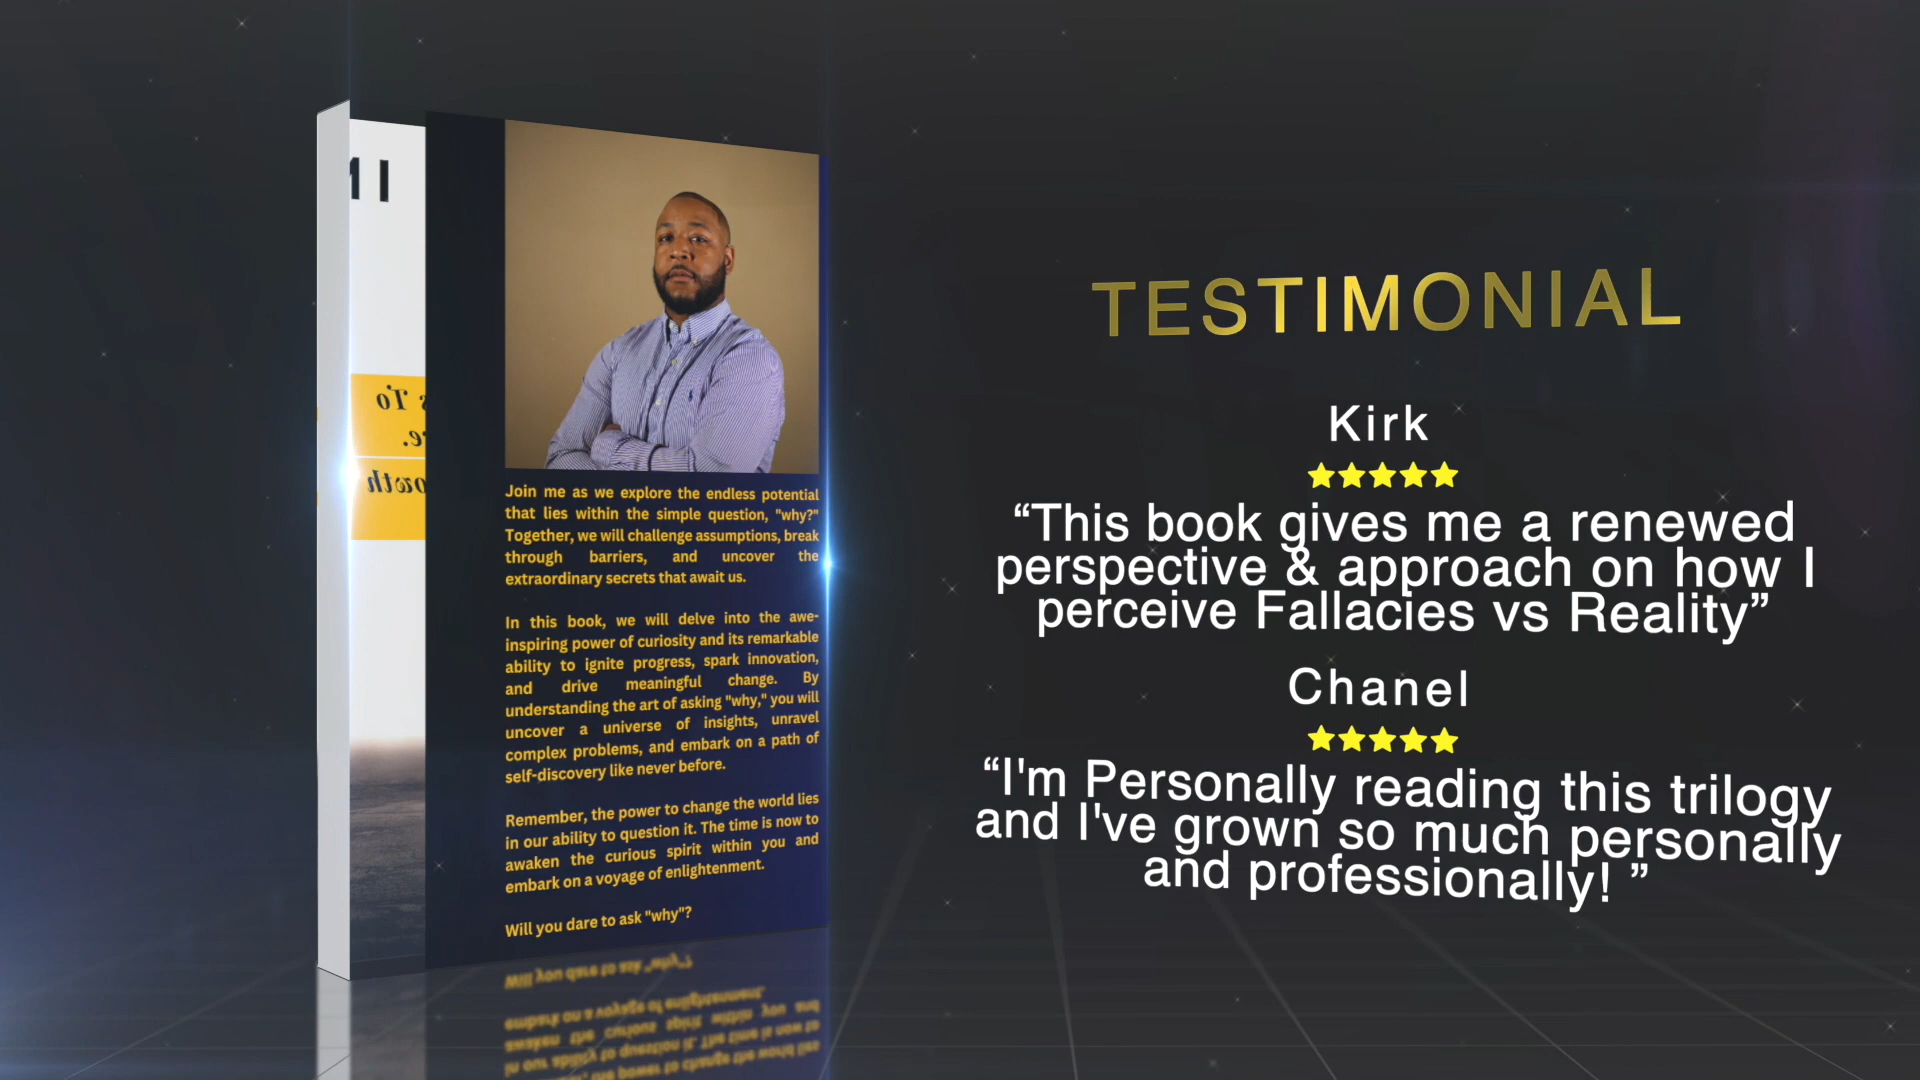 To
Join me as we explore the endless potential
that lies within the simple question, "why?"
Together, we will challenge assumptions, break
through barriers, and uncover the
extraordinary secrets that await us.
In this book, we will delve into the awe-
inspiring power of curiosity and its remarkable
ability to ignite progress, spark innovation,
and drive meaningful change. By
understanding the art of asking "why," you will
uncover a universe of insights, unravel
complex problems, and embark on a path of
self-discovery like never before.
Remember, the power to change the world lies
in our ability to question it. The time is now to
awaken the curious spirit within you and
embark on a voyage of enlightenment.
Will you dare to ask "why"?
TESTIMONIAL
Kirk
“This book gives me a renewed
perspective & approach on how I
perceive Fallacies vs Reality”
Chanel
“I'm Personally reading this trilogy
and I've grown so much personally
and professionally! ”